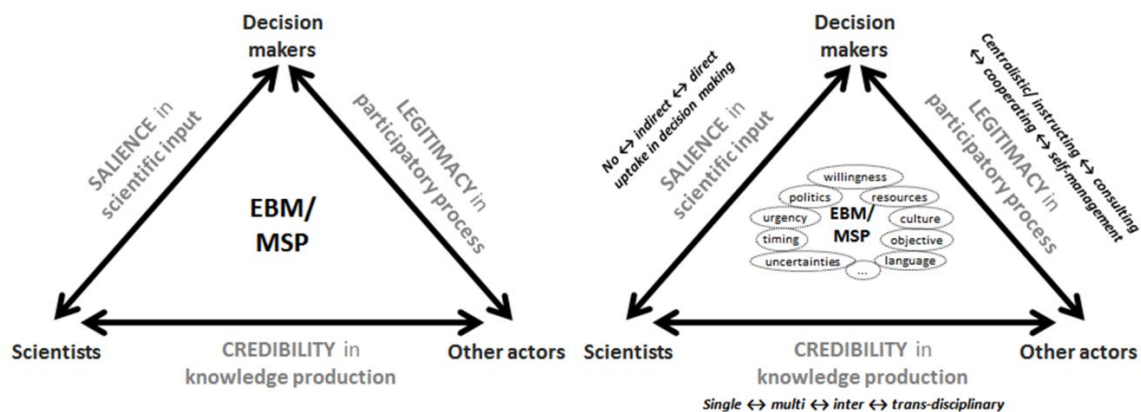 Decision
makers
SALIENCE in
scientific input
LEGITIMACY in
participatory process
EBM/
MSP
Scientists
Other actors
CREDIBILITY in
knowledge production
Decision
makers
No ↔ indirect ↔ direct
uptake in decision making
SALIENCE in
scientific input
Centralistic/ instructing ↔ consulting
↔ cooperating ↔ self-management
LEGITIMACY in
participatory process
willingness
politics
resources
urgency
EBM/
MSP
culture
timing
objective
uncertainties
language
...
Scientists
Other actors
CREDIBILITY in
knowledge production
Single ↔ multi ↔ inter ↔ trans-disciplinary